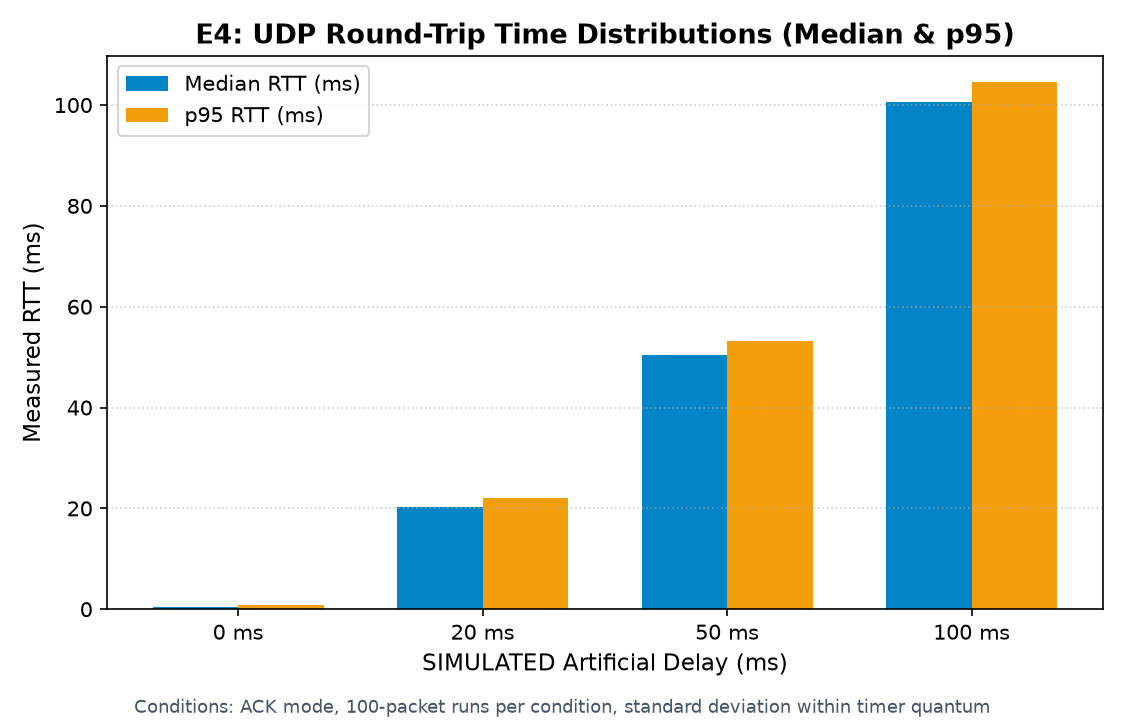 E4: UDP Round-Trip Time Distributions (Median & p95)
Median RTT (ms)
p95 RTT (ms)
Measured RTT (ms)
100
80
60
40
20
0
0 ms
20 ms
50 ms
100 ms
SIMULATED Artificial Delay (ms)
Conditions: ACK mode, 100-packet runs per condition, standard deviation within timer quantum